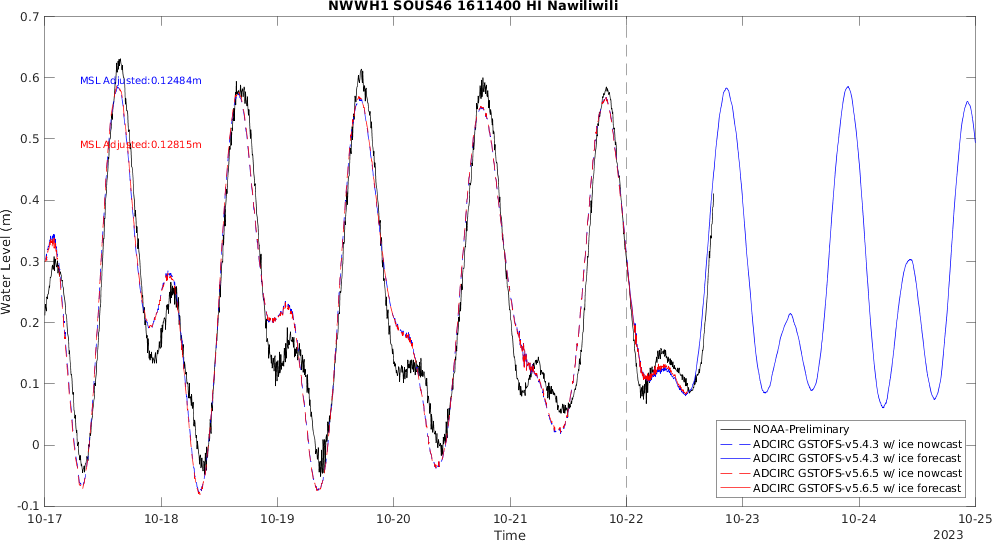 NWWH1 SOUS46 1611400 HI Nawiliwili
0.7
0.6
0.5
0.4
0.3
0.2
0.1
0
-0.1
Water Level (m)
MSL Adjusted:0.12484m
MSL Adjusted:0.12815m
NOAA-Preliminary
ADCIRC GSTOFS-v5.4.3 w/ ice nowcast
ADCIRC GSTOFS-v5.4.3 w/ ice forecast
ADCIRC GSTOFS-v5.6.5 w/ ice nowcast
ADCIRC GSTOFS-v5.6.5 w/ ice forecast
10-17
10-18
10-19
10-20
10-21
10-22
10-23
10-24
10-25
Time
2023